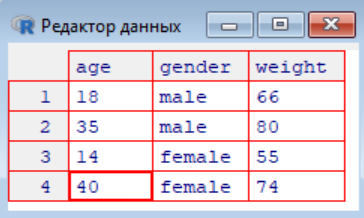 R Редактор данных
age gender weight
1 18 male 66
2 35 male 80
3 14 female 55
4 40 female 74